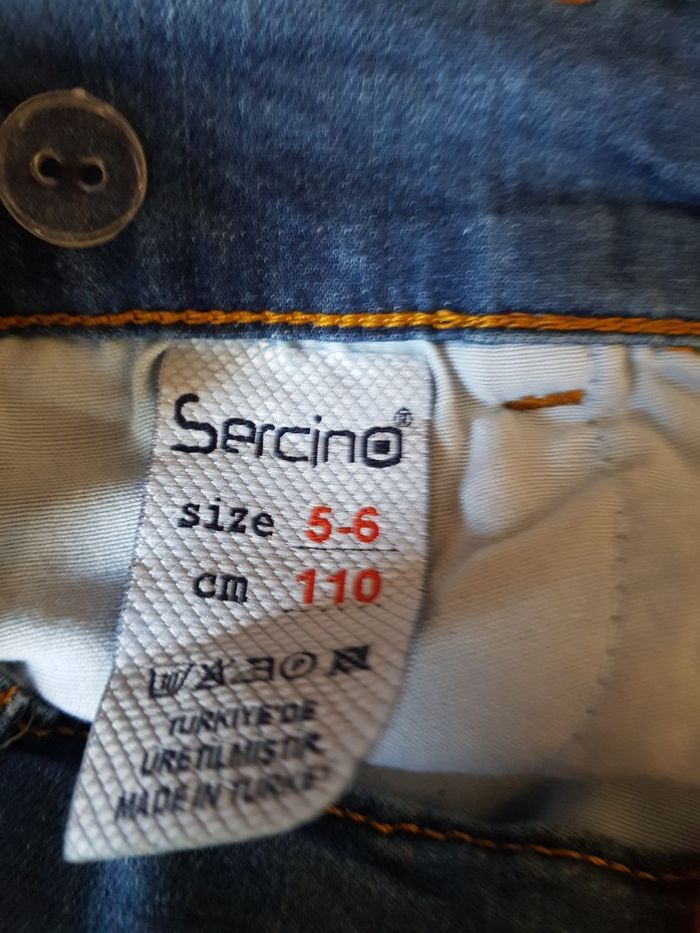 Sercino®
size 5-6
cm 110
TÜRKİYE'DE
ÜRETİLMİŞTİR
MADE IN TURKEY